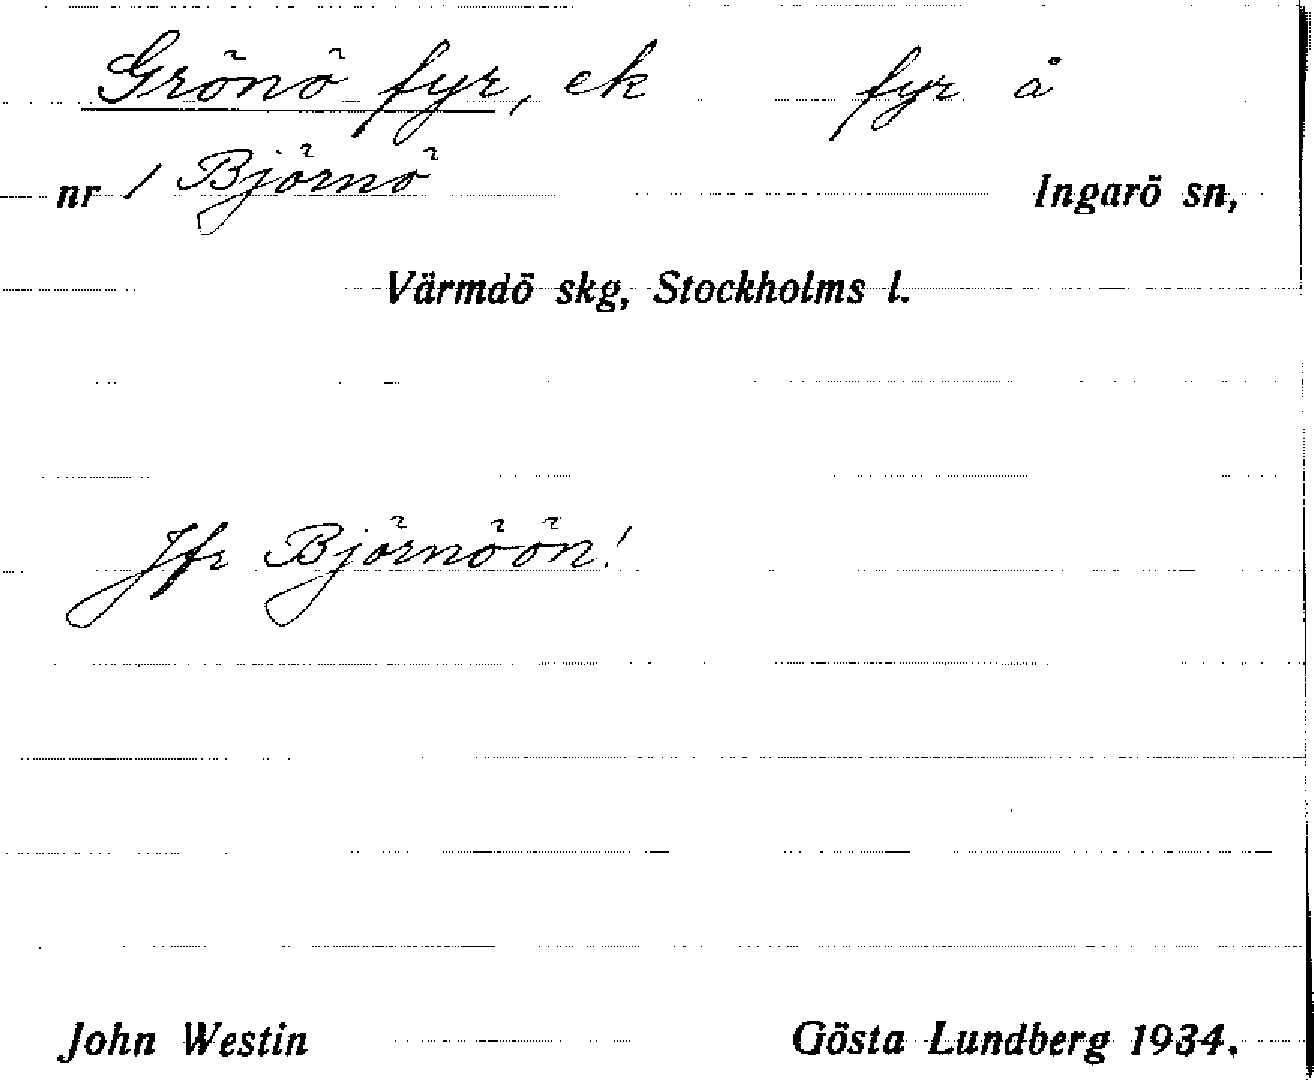 Grönö fyr, ek fyr å
nr 1 Björnö Ingarö sn,
Värmdö skg, Stockholms l.
Jfr Björnöön!
John Westin Gösta Lundberg 1934.